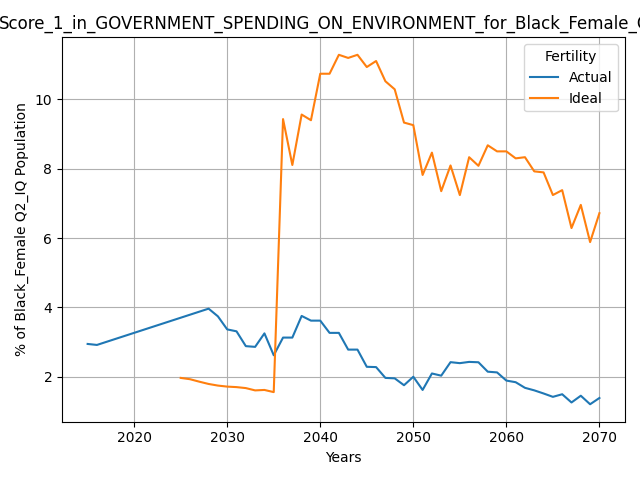 Score_1_in_GOVERNMENT_SPENDING_ON_ENVIRONMENT_for_Black_Female_
Fertility
Actual
Ideal
% of Black_Female Q2_IQ Population
10
8
6
4
2
2020 2030 2040 2050 2060 2070
Years